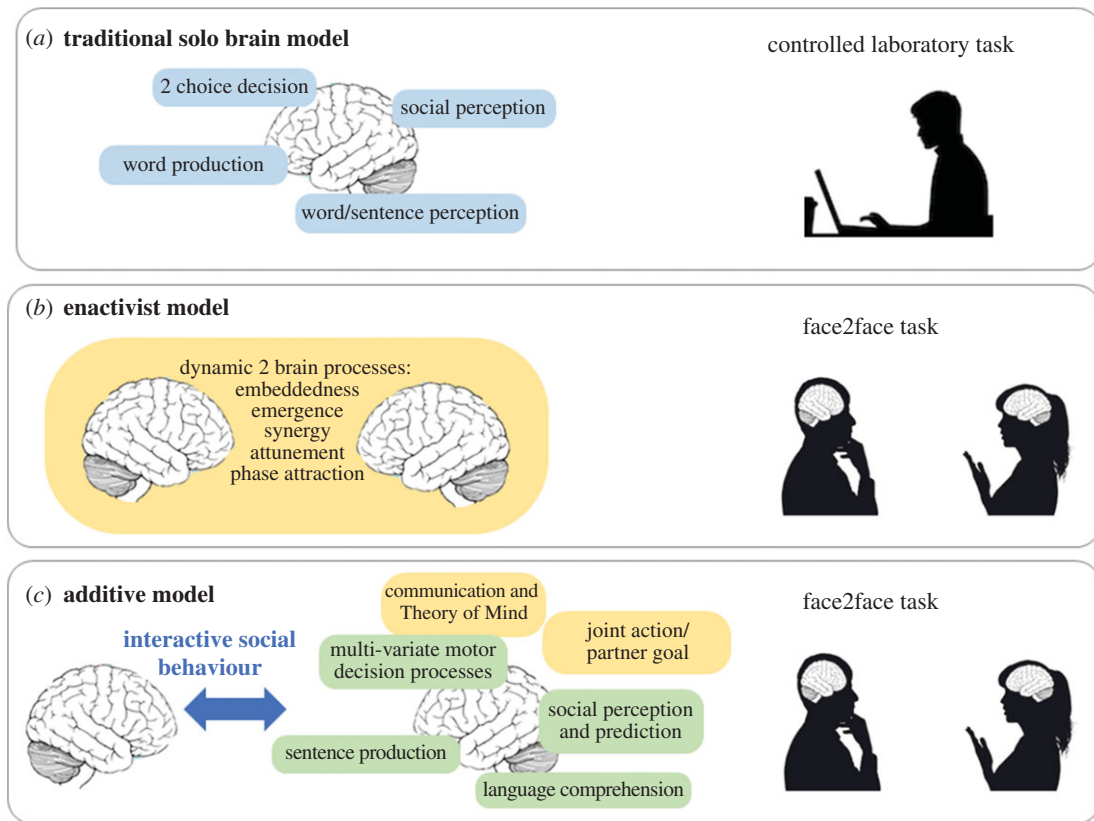 (a) traditional solo brain model
controlled laboratory task
2 choice decision
social perception
word production
word/sentence perception
(b) enactivist model
face2face task
dynamic 2 brain processes:
embeddedness
emergence
synergy
attunement
phase attraction
(c) additive model
face2face task
communication and
Theory of Mind
interactive social
behaviour
joint action/
partner goal
multi-variate motor
decision processes
social perception
and prediction
sentence production
language comprehension